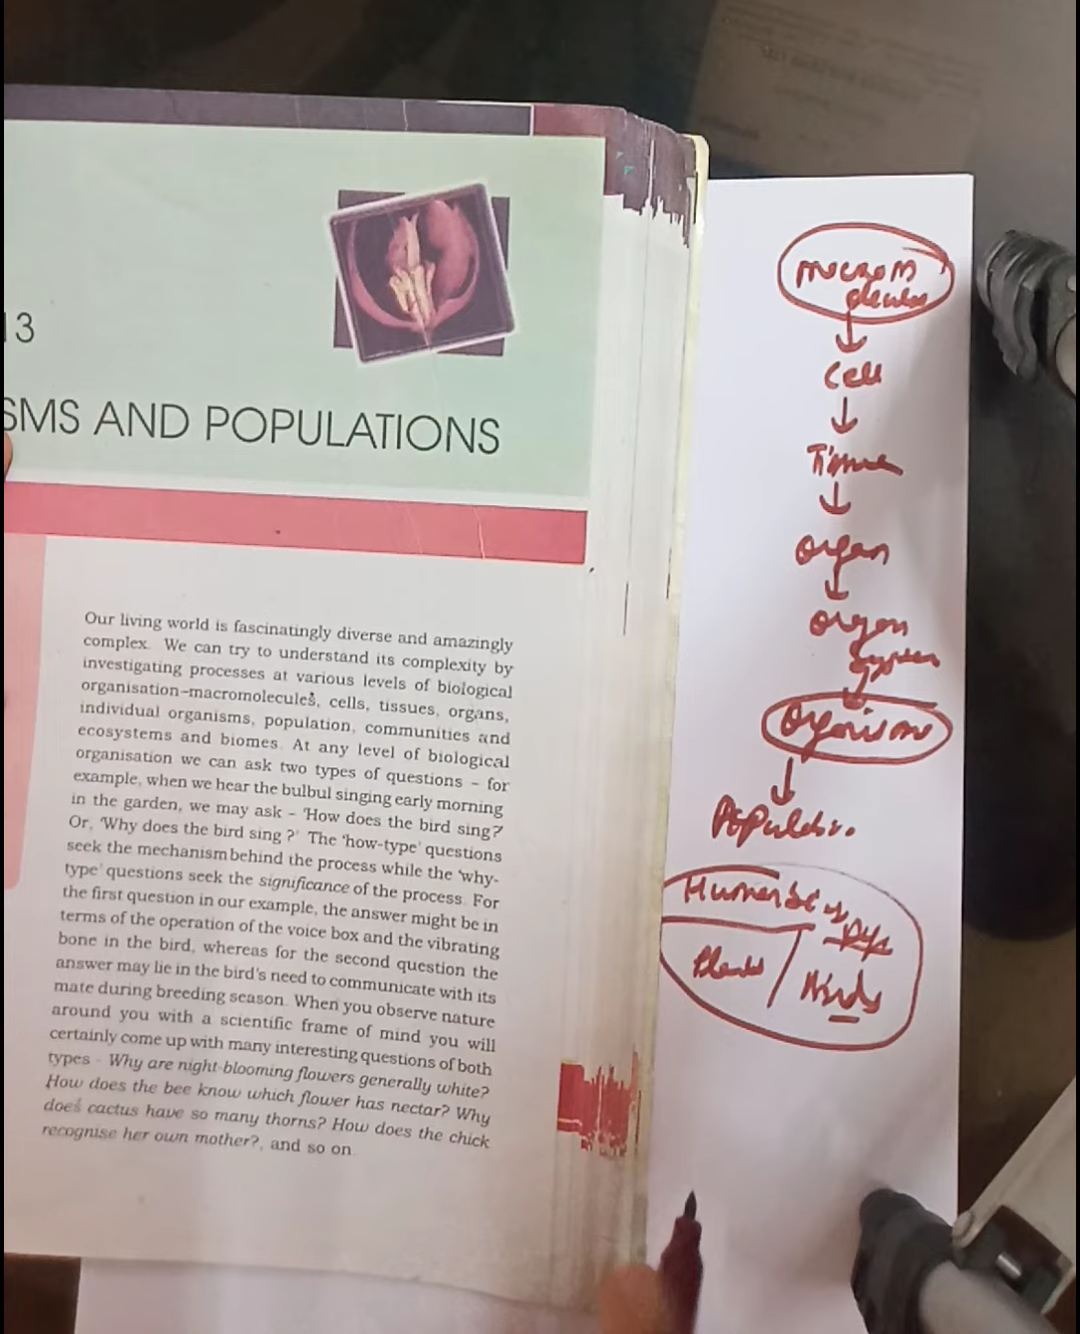 13
SMS AND POPULATIONS
Our living world is fascinatingly diverse and amazingly
complex. We can try to understand its complexity by
investigating processes at various levels of biological
organisation–macromolecules, cells, tissues, organs,
individual organisms, population, communities and
ecosystems and biomes. At any level of biological
organisation we can ask two types of questions – for
example, when we hear the bulbul singing early morning
in the garden, we may ask – 'How does the bird sing?'
Or, 'Why does the bird sing ?' The 'how-type' questions
seek the mechanism behind the process while the 'why-
type' questions seek the significance of the process. For
the first question in our example, the answer might be in
terms of the operation of the voice box and the vibrating
bone in the bird, whereas for the second question the
answer may lie in the bird's need to communicate with its
mate during breeding season. When you observe nature
around you with a scientific frame of mind you will
certainly come up with many interesting questions of both
types - Why are night-blooming flowers generally white?
How does the bee know which flower has nectar? Why
does cactus have so many thorns? How does the chick
recognise her own mother?, and so on.
↓
Cell
↓
Tissue
↓
Organ
↓
Organ
System
↓
Organism
↓
Human
Plants